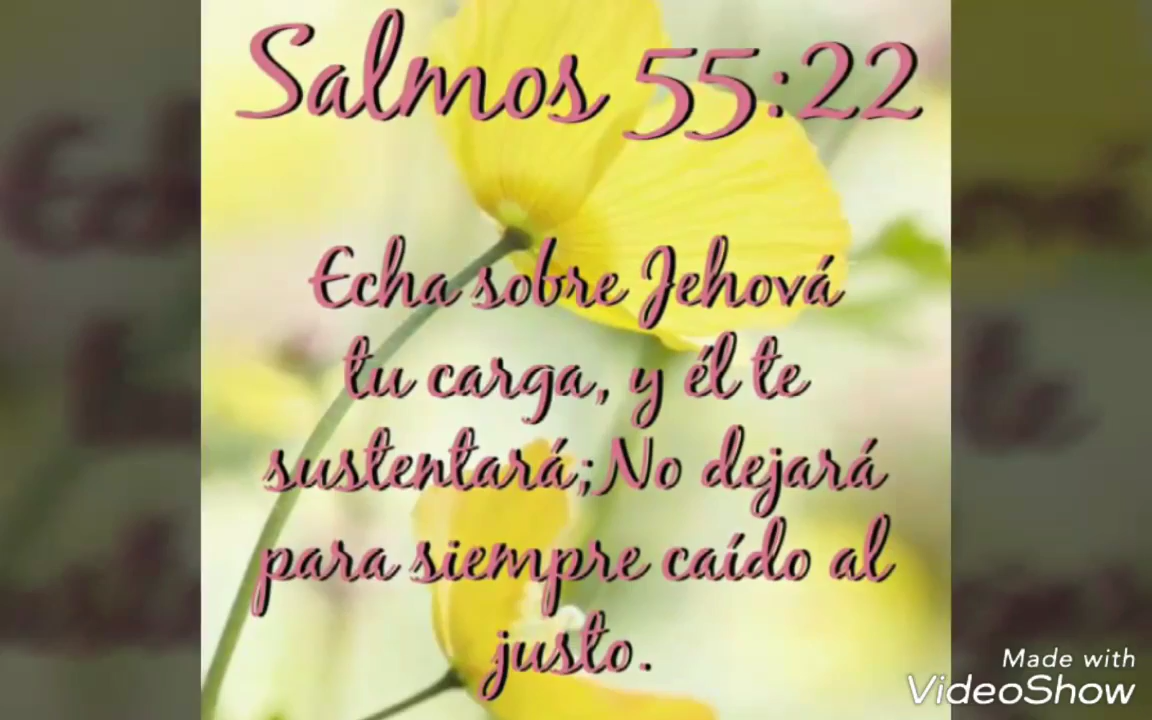 Salmos 55:22
Echa sobre Jehová
tu carga, y él te
sustentará;No dejará
para siempre caído al
justo.
Made with
VideoShow